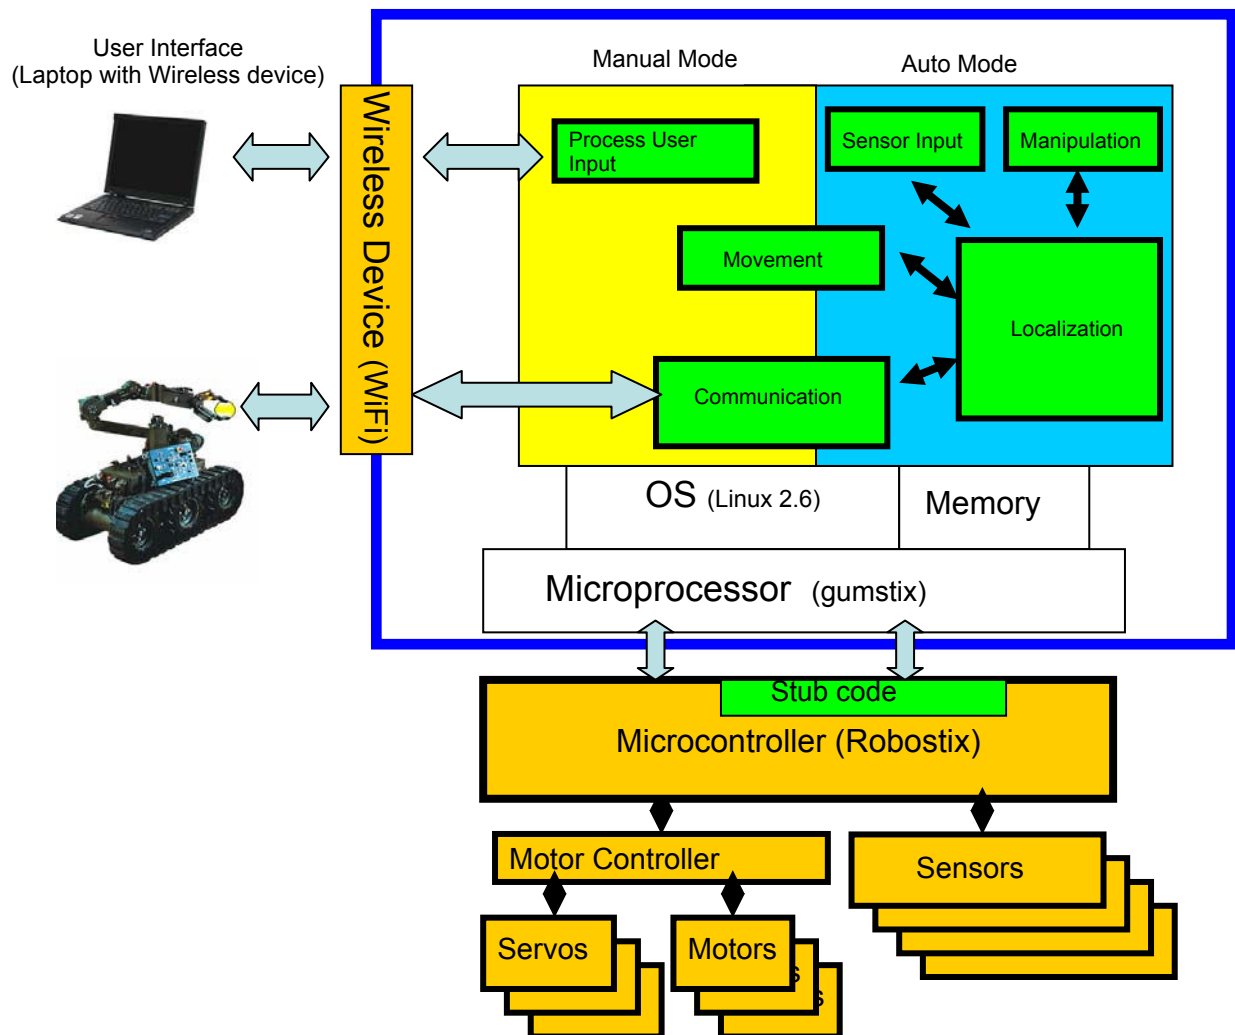 User Interface
(Laptop with Wireless device)
Manual Mode
Auto Mode
Wireless Device (WiFi)
Process User
Input
Sensor Input
Manipulation
Movement
Localization
Communication
OS (Linux 2.6)
Memory
Microprocessor (gumstix)
Stub code
Microcontroller (Robostix)
Motor Controller
Sensors
Servos
Motors
s
s